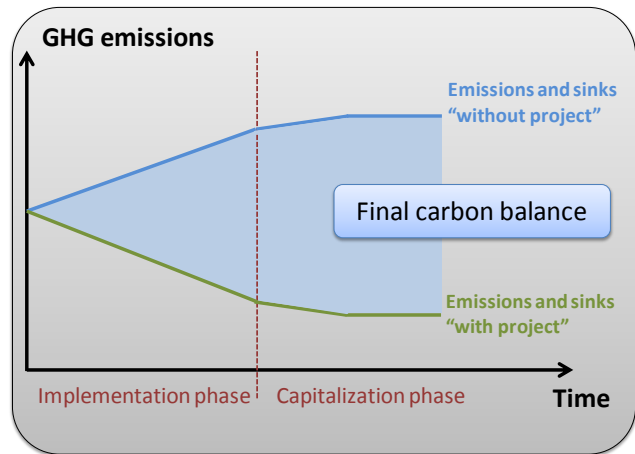 GHG emissions
Emissions and sinks
“without project”
Final carbon balance
Emissions and sinks
“with project”
Implementation phase
Capitalization phase
Time